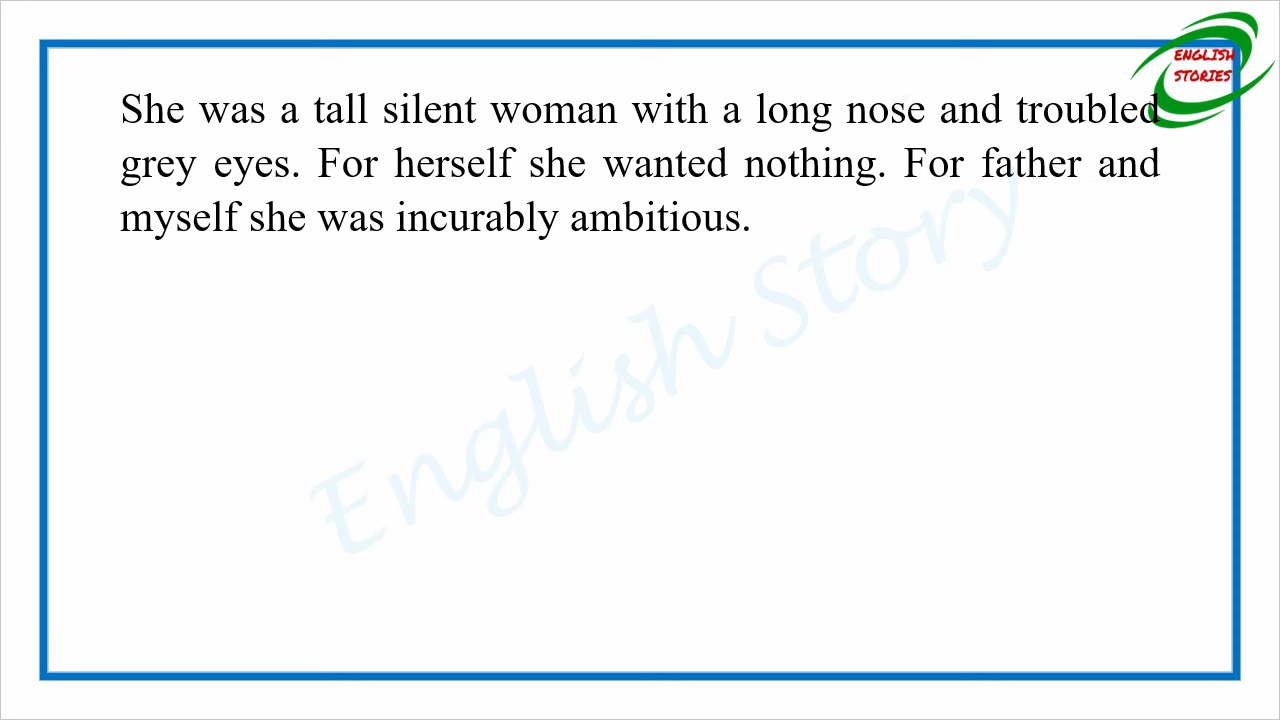 ENGLISH
STORIES
She was a tall silent woman with a long nose and troubled
grey eyes. For herself she wanted nothing. For father and
myself she was incurably ambitious.
English Story